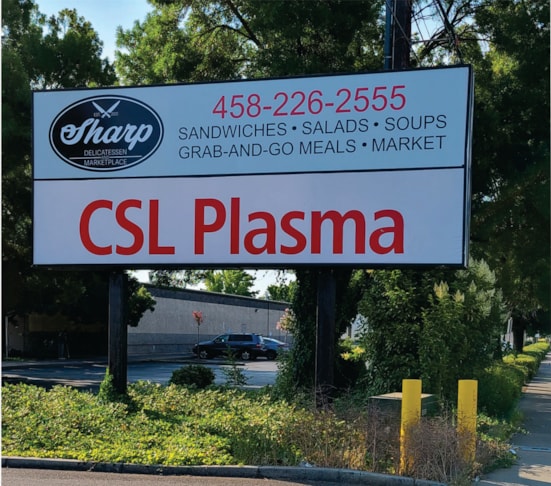 Sharp
DELICATESSEN
MARKETPLACE
458-226-2555
SANDWICHES • SALADS • SOUPS
GRAB-AND-GO MEALS • MARKET
CSL Plasma